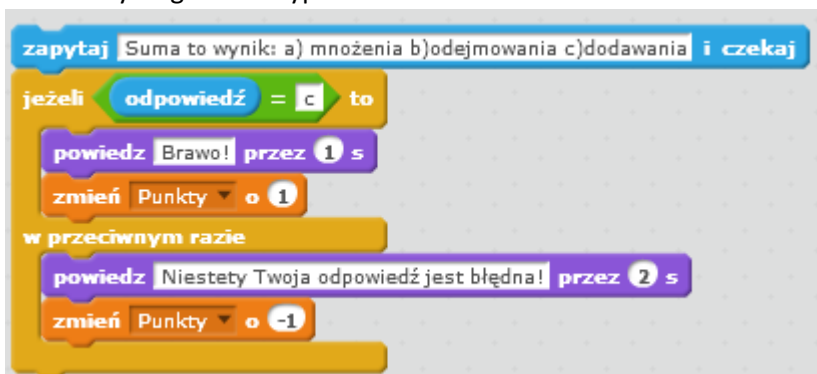 zapytaj Suma to wynik: a) mnożenia b)odejmowania c)dodawania i czekaj
jeżeli odpowiedź = c to
powiedz Brawo! przez 1 s
zmień Punkty o 1
w przeciwnym razie
powiedz Niestety Twoja odpowiedź jest błędna! przez 2 s
zmień Punkty o -1